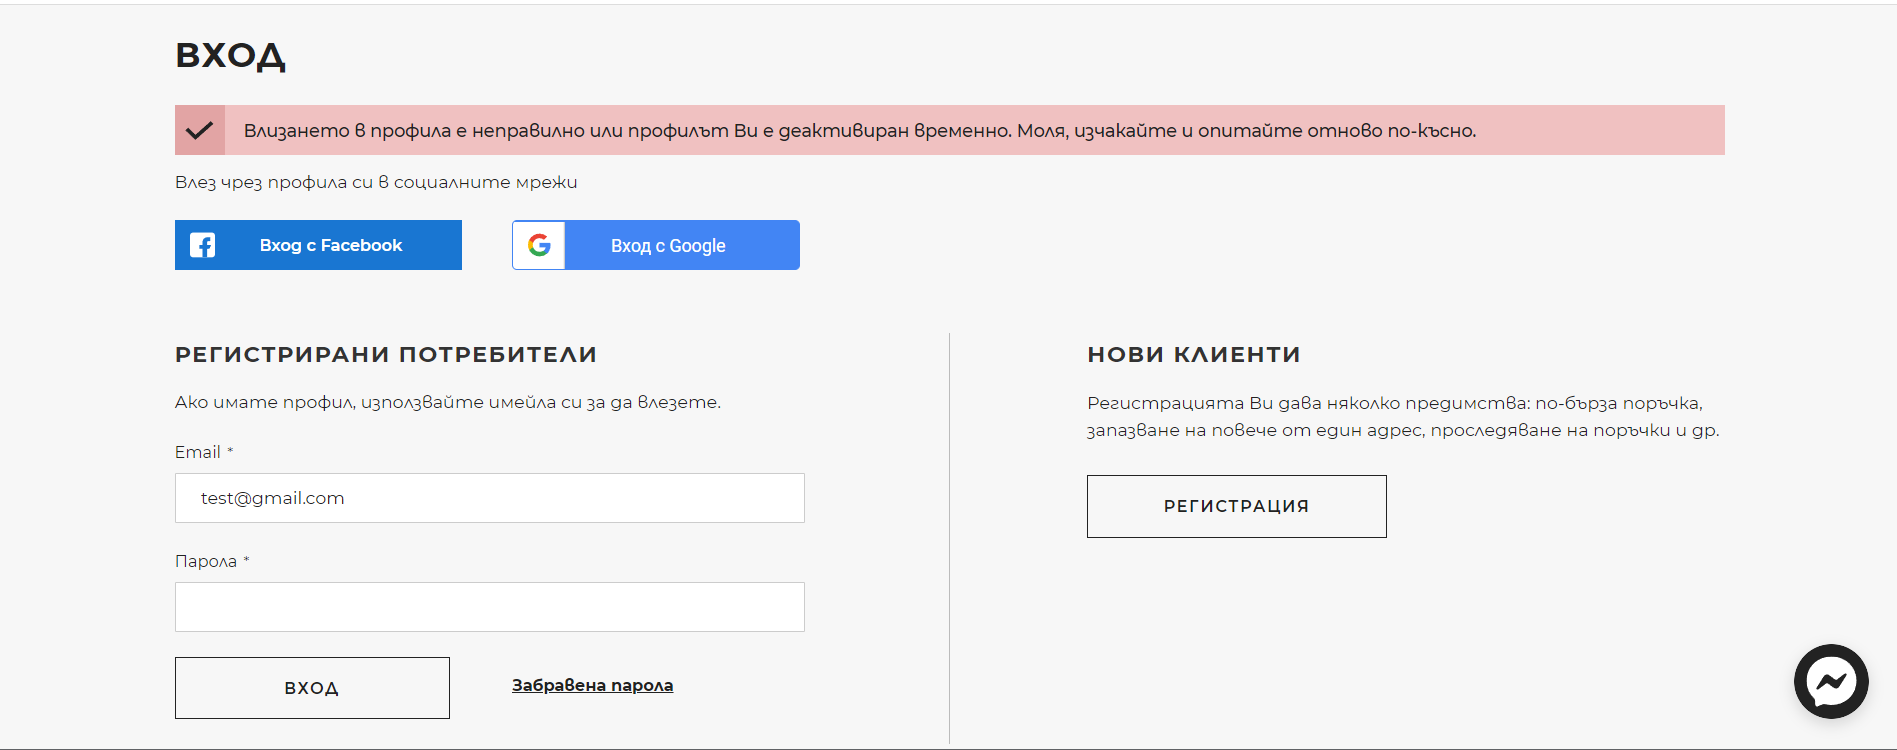 ВХОД
Влизането в профила е неправилно или профилът Ви е деактивиран временно. Моля, изчакайте и опитайте отново по-късно.
Влез чрез профила си в социалните мрежи
Вход с Facebook
Вход с Google
РЕГИСТРИРАНИ ПОТРЕБИТЕЛИ
Ако имате профил, използвайте имейла си за да влезете.
Email *
test@gmail.com
Парола *
ВХОД
Забравена парола
НОВИ КЛИЕНТИ
Регистрацията Ви дава няколко предимства: по-бърза поръчка,
запазване на повече от един адрес, проследяване на поръчки и др.
РЕГИСТРАЦИЯ